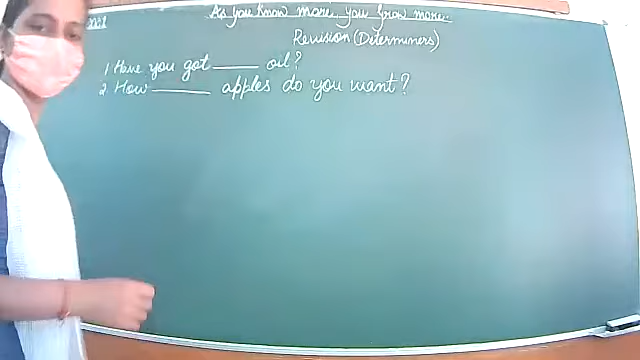 As you know more, you grow more.
Revision (Determiners)
1. Have you got ____ oil?
2. How ____ apples do you want?